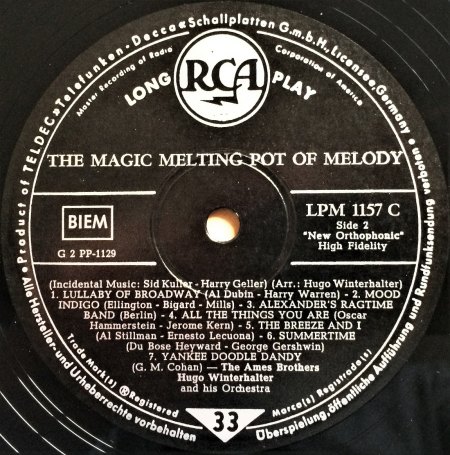 »Product of TELDEC»Telefunken - Decca« Schallplatten G.m.b.H., Licensee, Germany
Master Recording of Radio Corporation of America
RCA
LONG PLAY
THE MAGIC MELTING POT OF MELODY
BIEM
G 2 PP-1129
LPM 1157 C
Side 2
"New Orthophonic"
High Fidelity
(Incidental Music: Sid Kuller - Harry Geller) (Arr.: Hugo Winterhalter)
1. LULLABY OF BROADWAY (Al Dubin - Harry Warren) - 2. MOOD
INDIGO (Ellington - Bigard - Mills) - 3. ALEXANDER'S RAGTIME
BAND (Berlin) - 4. ALL THE THINGS YOU ARE (Oscar
Hammerstein - Jerome Kern) - 5. THE BREEZE AND I
(Al Stillman - Ernesto Lecuona) - 6. SUMMERTIME
(Du Bose Heyward - George Gershwin)
7. YANKEE DOODLE DANDY
(G. M. Cohan) — The Ames Brothers
Hugo Winterhalter
and his Orchestra
Trade Mark(s) ® Registered Marca(s) Registrada(s)
33
Alle Hersteller- und Urheberrechte vorbehalten
Überspielung, öffentliche Aufführung und Rundfunksendung verboten